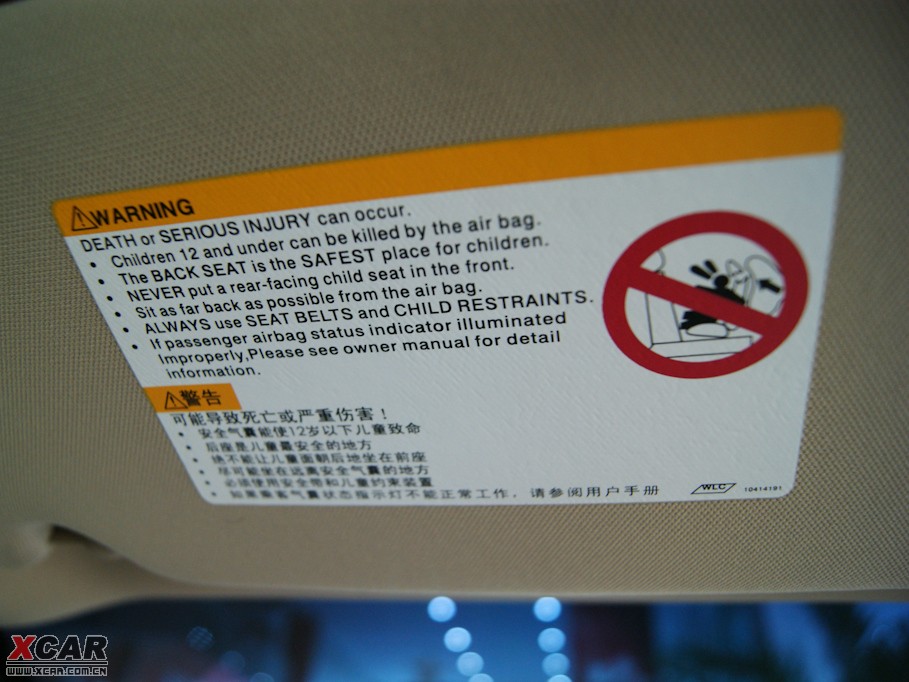 ⚠WARNING
DEATH or SERIOUS INJURY can occur.
• Children 12 and under can be killed by the air bag.
• The BACK SEAT is the SAFEST place for children.
• NEVER put a rear-facing child seat in the front.
• Sit as far back as possible from the air bag.
• ALWAYS use SEAT BELTS and CHILD RESTRAINTS.
• If passenger airbag status indicator illuminated
Improperly,Please see owner manual for detail
information.
⚠警告
可能导致死亡或严重伤害！
• 安全气囊能使12岁以下儿童致命
• 后座是儿童最安全的地方
• 绝不能让儿童面朝后地坐在前座
• 尽可能坐在远离安全气囊的地方
• 必须使用安全带和儿童约束装置
• 如果乘客气囊状态指示灯不能正常工作，请参阅用户手册
WLC 10414191
XCAR
WWW.XCAR.COM.CN